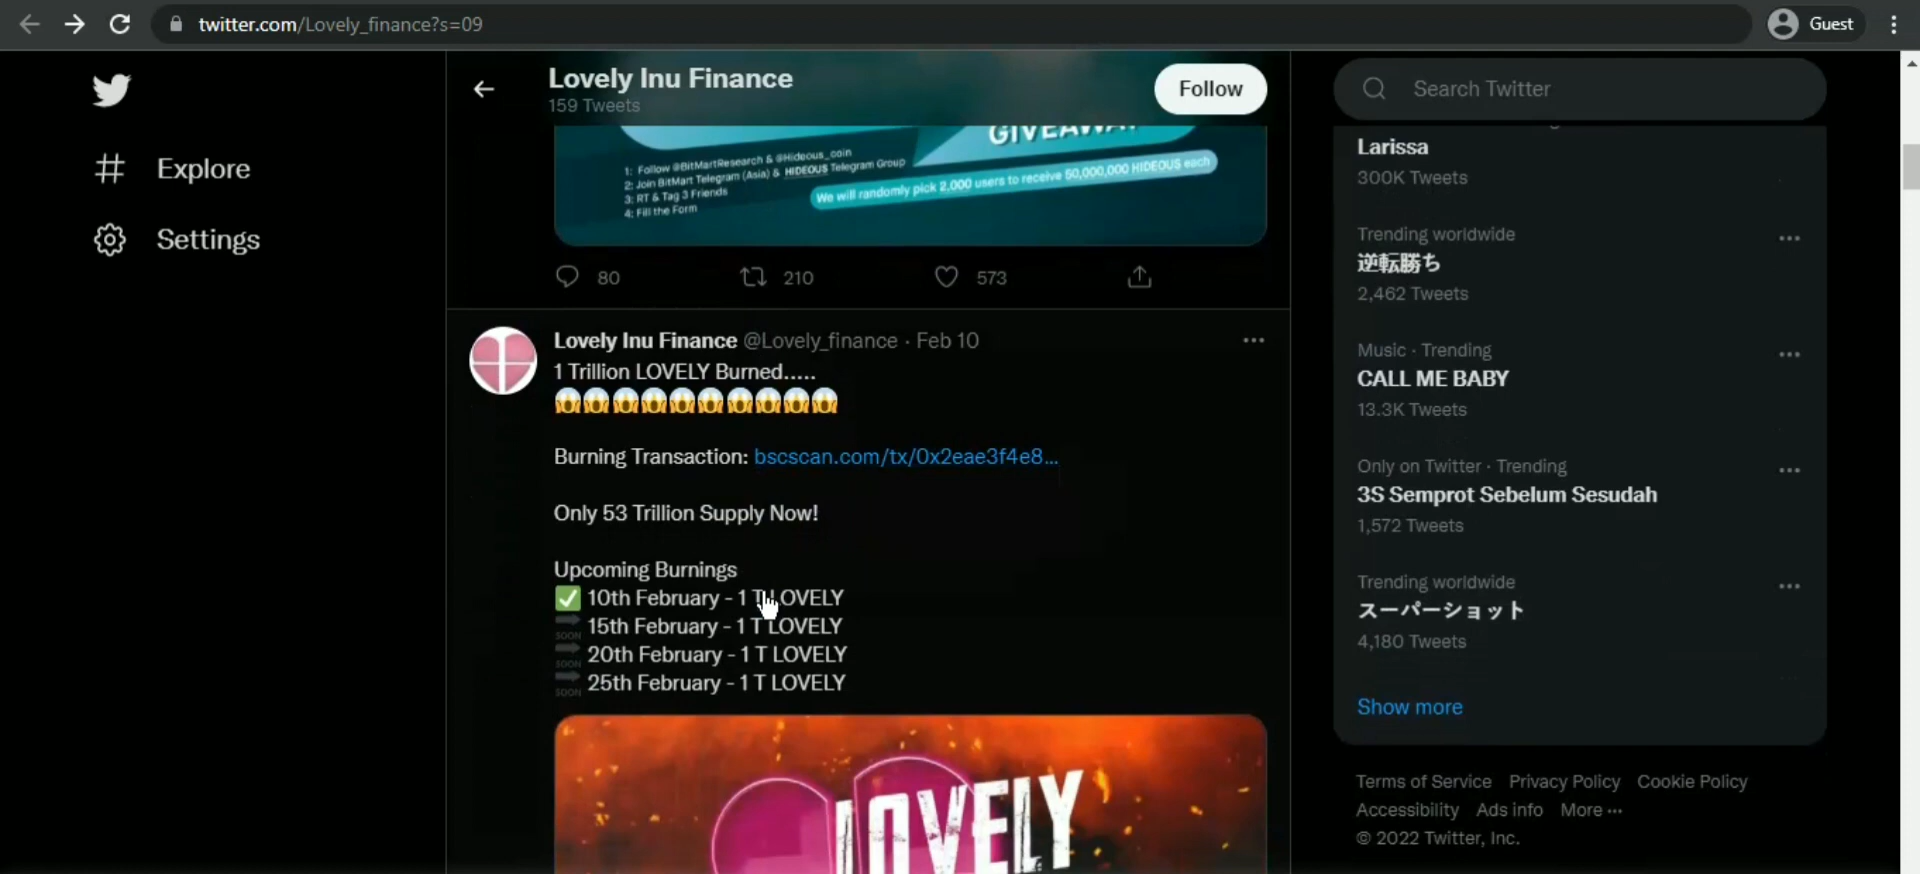 twitter.com/Lovely_finance?s=09
Guest
Lovely Inu Finance
159 Tweets
Follow
Search Twitter
Explore
Settings
1: Follow @BitMartResearch & @Hideous_coin
2: Join BitMart Telegram (Asia) & HIDEOUS Telegram Group
3: RT & Tag 3 Friends
4: Fill the Form
We will randomly pick 2,000 users to receive 50,000,000 HIDEOUS each
80
210
573
Lovely Inu Finance @Lovely_finance · Feb 10
1 Trillion LOVELY Burned.....
😱😱😱😱😱😱😱😱😱😱
Burning Transaction: bscscan.com/tx/0x2eae3f4e8...
Only 53 Trillion Supply Now!
Upcoming Burnings
✅ 10th February - 1 T LOVELY
🔜 15th February - 1 T LOVELY
🔜 20th February - 1 T LOVELY
🔜 25th February - 1 T LOVELY
LOVELY
Larissa
300K Tweets
Trending worldwide
逆転勝ち
2,462 Tweets
Music · Trending
CALL ME BABY
13.3K Tweets
Only on Twitter · Trending
3S Semprot Sebelum Sesudah
1,572 Tweets
Trending worldwide
スーパーショット
4,180 Tweets
Show more
Terms of Service Privacy Policy Cookie Policy
Accessibility Ads info More ···
© 2022 Twitter, Inc.